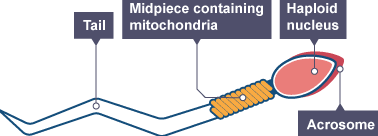 Tail
Midpiece containing
mitochondria
Haploid
nucleus
Acrosome